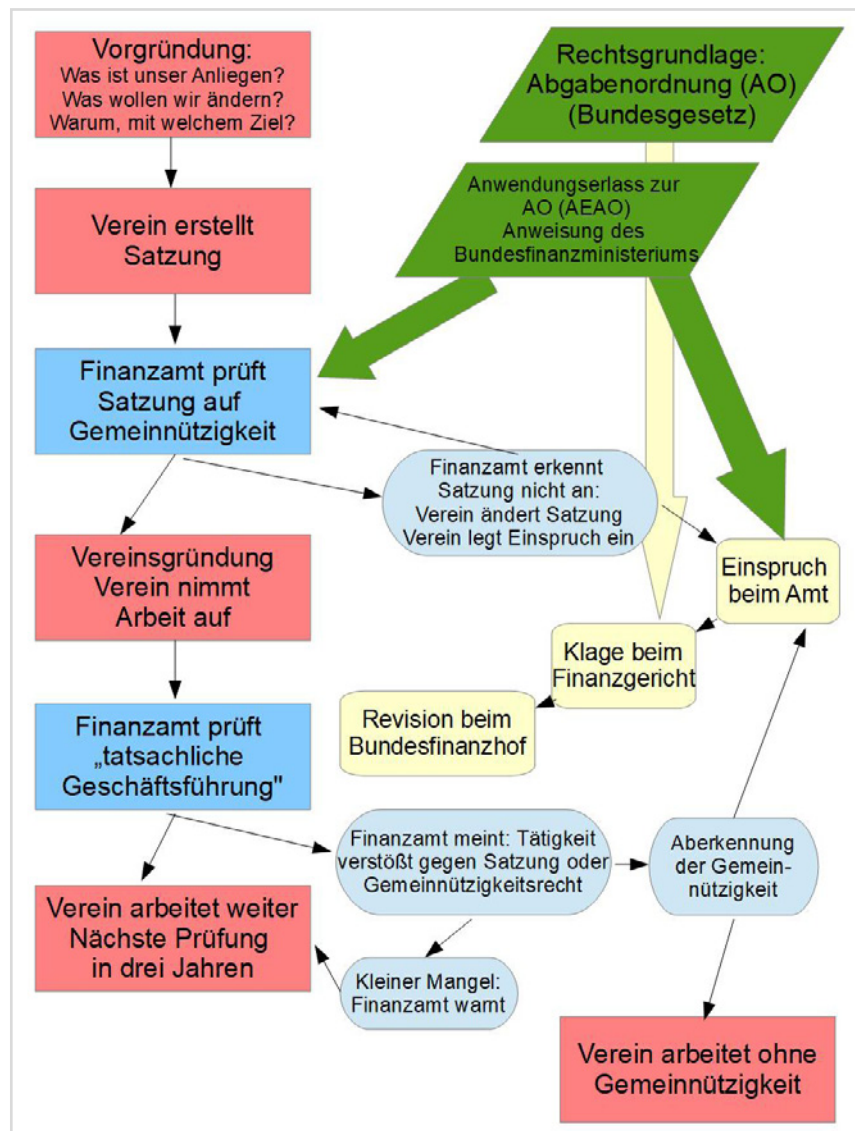 Vorgründung:
Was ist unser Anliegen?
Was wollen wir ändern?
Warum, mit welchem Ziel?
Rechtsgrundlage:
Abgabenordnung (AO)
(Bundesgesetz)
Anwendungserlass zur
AO (AEAO)
Anweisung des
Bundesfinanzministeriums
Verein erstellt
Satzung
Finanzamt prüft
Satzung auf
Gemeinnützigkeit
Finanzamt erkennt
Satzung nicht an:
Verein ändert Satzung
Verein legt Einspruch ein
Vereinsgründung
Verein nimmt
Arbeit auf
Einspruch
beim Amt
Klage beim
Finanzgericht
Revision beim
Bundesfinanzhof
Finanzamt prüft
„tatsachliche
Geschäftsführung"
Finanzamt meint: Tätigkeit
verstößt gegen Satzung oder
Gemeinnützigkeitsrecht
Aberkennung
der Gemein-
nützigkeit
Verein arbeitet weiter
Nächste Prüfung
in drei Jahren
Kleiner Mangel:
Finanzamt warnt
Verein arbeitet ohne
Gemeinnützigkeit